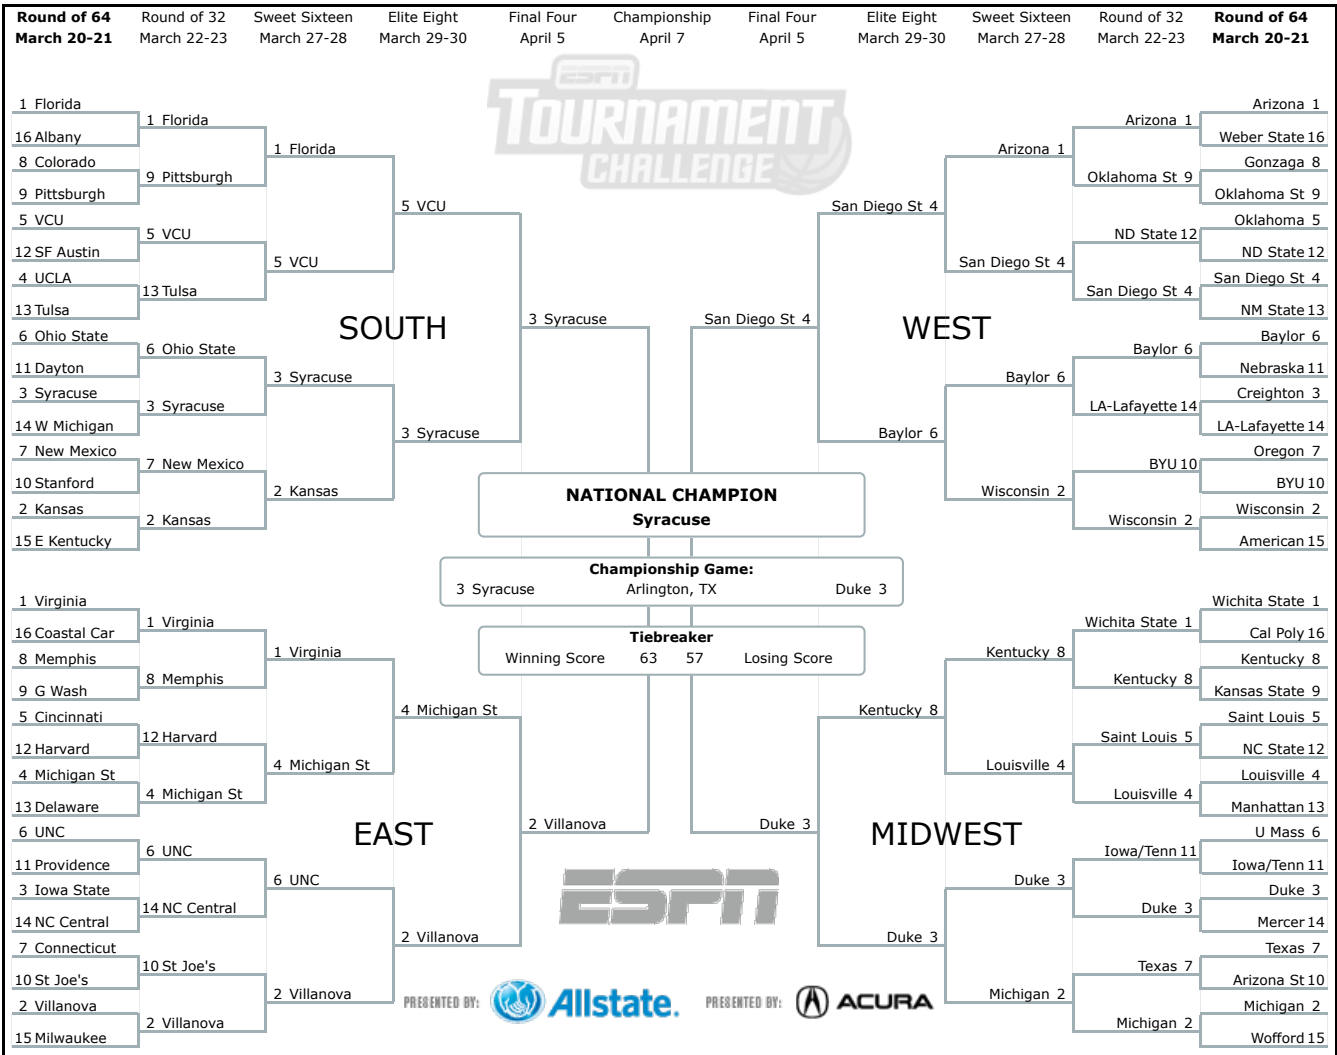 Round of 64 Round of 32 Sweet Sixteen Elite Eight Final Four Championship Final Four Elite Eight Sweet Sixteen Round of 32 Round of 64
March 20-21 March 22-23 March 27-28 March 29-30 April 5 April 7 April 5 March 29-30 March 27-28 March 22-23 March 20-21
ESPN
TOURNAMENT
CHALLENGE
1 Florida
16 Albany
8 Colorado
9 Pittsburgh
5 VCU
12 SF Austin
4 UCLA
13 Tulsa
6 Ohio State
11 Dayton
3 Syracuse
14 W Michigan
7 New Mexico
10 Stanford
2 Kansas
15 E Kentucky
1 Florida
9 Pittsburgh
5 VCU
13 Tulsa
6 Ohio State
3 Syracuse
7 New Mexico
2 Kansas
1 Florida
5 VCU
3 Syracuse
2 Kansas
5 VCU
3 Syracuse
SOUTH
3 Syracuse
1 Virginia
16 Coastal Car
8 Memphis
9 G Wash
5 Cincinnati
12 Harvard
4 Michigan St
13 Delaware
6 UNC
11 Providence
3 Iowa State
14 NC Central
7 Connecticut
10 St Joe's
2 Villanova
15 Milwaukee
1 Virginia
8 Memphis
12 Harvard
4 Michigan St
6 UNC
14 NC Central
10 St Joe's
2 Villanova
1 Virginia
4 Michigan St
6 UNC
2 Villanova
4 Michigan St
2 Villanova
EAST
2 Villanova
NATIONAL CHAMPION
Syracuse
Championship Game:
3 Syracuse Arlington, TX Duke 3
Tiebreaker
Winning Score 63 57 Losing Score
San Diego St 4
WEST
San Diego St 4
Baylor 6
Arizona 1
San Diego St 4
Baylor 6
Wisconsin 2
Arizona 1
Oklahoma St 9
ND State 12
San Diego St 4
Baylor 6
LA-Lafayette 14
BYU 10
Wisconsin 2
Arizona 1
Weber State 16
Gonzaga 8
Oklahoma St 9
Oklahoma 5
ND State 12
San Diego St 4
NM State 13
Baylor 6
Nebraska 11
Creighton 3
LA-Lafayette 14
Oregon 7
BYU 10
Wisconsin 2
American 15
Duke 3
MIDWEST
Kentucky 8
Duke 3
Kentucky 8
Louisville 4
Duke 3
Michigan 2
Wichita State 1
Kentucky 8
Saint Louis 5
Louisville 4
Iowa/Tenn 11
Duke 3
Texas 7
Michigan 2
Wichita State 1
Cal Poly 16
Kentucky 8
Kansas State 9
Saint Louis 5
NC State 12
Louisville 4
Manhattan 13
U Mass 6
Iowa/Tenn 11
Duke 3
Mercer 14
Texas 7
Arizona St 10
Michigan 2
Wofford 15
ESPN
PRESENTED BY: Allstate. PRESENTED BY: ACURA